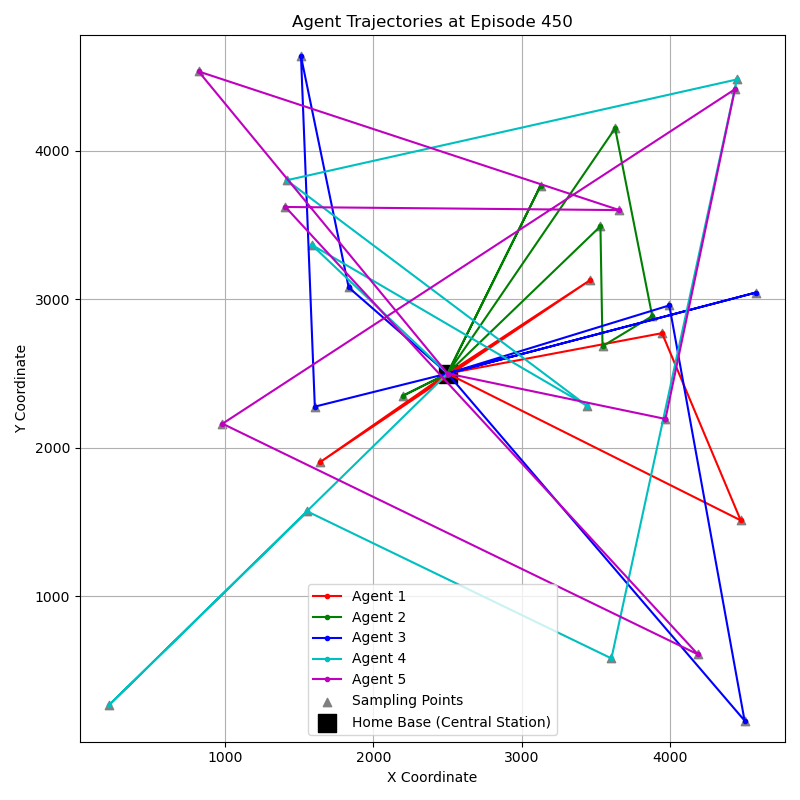 Agent Trajectories at Episode 450
Y Coordinate
4000
3000
2000
1000
Agent 1
Agent 2
Agent 3
Agent 4
Agent 5
Sampling Points
Home Base (Central Station)
1000 2000 3000 4000
X Coordinate